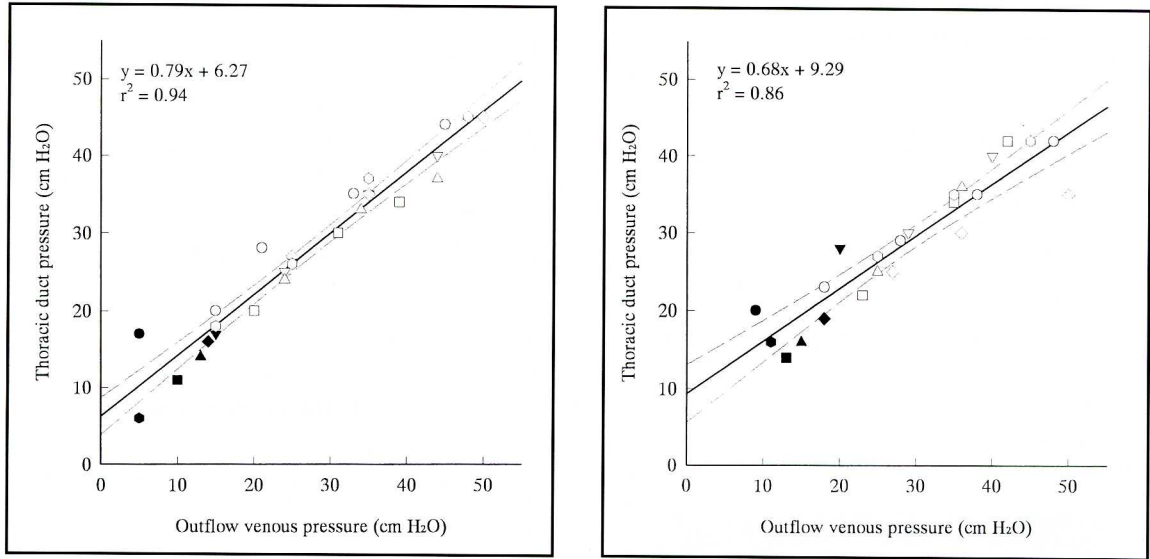 y = 0.79x + 6.27
r² = 0.94
Thoracic duct pressure (cm H₂O)
50
40
30
20
10
0
0 10 20 30 40 50
Outflow venous pressure (cm H₂O)
y = 0.68x + 9.29
r² = 0.86
Thoracic duct pressure (cm H₂O)
50
40
30
20
10
0
0 10 20 30 40 50
Outflow venous pressure (cm H₂O)